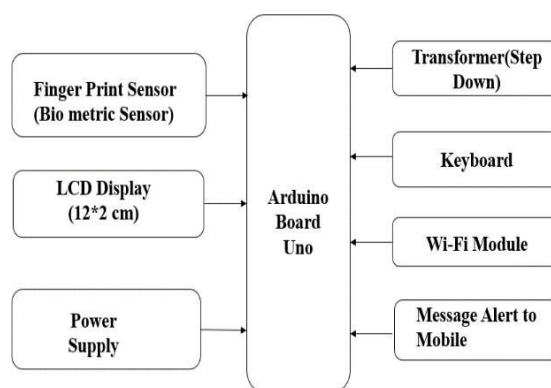 Finger Print Sensor
(Bio metric Sensor)
LCD Display
(12*2 cm)
Power
Supply
Arduino
Board
Uno
Transformer(Step
Down)
Keyboard
Wi-Fi Module
Message Alert to
Mobile